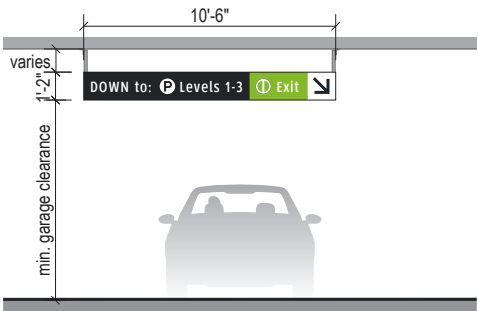 10'-6"
varies
1'-2"
DOWN to: P Levels 1-3 Exit
min. garage clearance